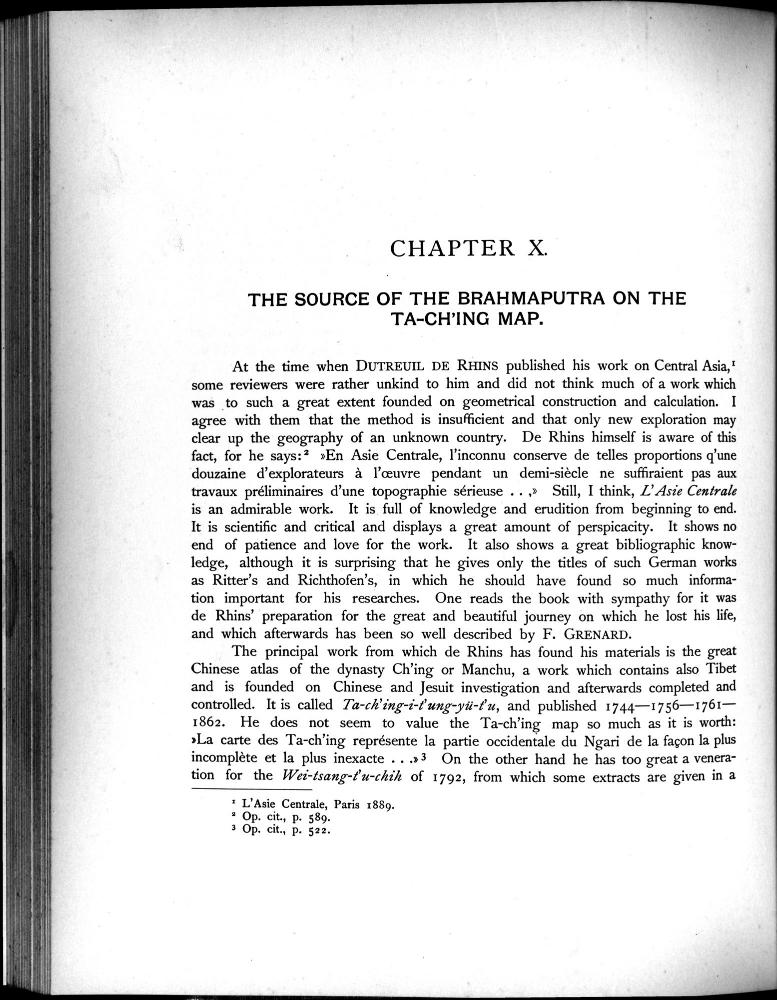 CHAPTER X.
THE SOURCE OF THE BRAHMAPUTRA ON THE
TA-CH'ING MAP.
At the time when DUTREUIL DE RHINS published his work on Central Asia,¹
some reviewers were rather unkind to him and did not think much of a work which
was to such a great extent founded on geometrical construction and calculation. I
agree with them that the method is insufficient and that only new exploration may
clear up the geography of an unknown country. De Rhins himself is aware of this
fact, for he says:² »En Asie Centrale, l'inconnu conserve de telles proportions q'une
douzaine d'explorateurs à l'œuvre pendant un demi-siècle ne suffiraient pas aux
travaux préliminaires d'une topographie sérieuse . . ,» Still, I think, L'Asie Centrale
is an admirable work. It is full of knowledge and erudition from beginning to end.
It is scientific and critical and displays a great amount of perspicacity. It shows no
end of patience and love for the work. It also shows a great bibliographic know-
ledge, although it is surprising that he gives only the titles of such German works
as Ritter's and Richthofen's, in which he should have found so much informa-
tion important for his researches. One reads the book with sympathy for it was
de Rhins' preparation for the great and beautiful journey on which he lost his life,
and which afterwards has been so well described by F. GRENARD.
The principal work from which de Rhins has found his materials is the great
Chinese atlas of the dynasty Ch'ing or Manchu, a work which contains also Tibet
and is founded on Chinese and Jesuit investigation and afterwards completed and
controlled. It is called Ta-ch'ing-i-t'ung-yü-t'u, and published 1744—1756—1761—
1862. He does not seem to value the Ta-ch'ing map so much as it is worth:
»La carte des Ta-ch'ing représente la partie occidentale du Ngari de la façon la plus
incomplète et la plus inexacte . . .»³ On the other hand he has too great a venera-
tion for the Wei-tsang-t'u-chih of 1792, from which some extracts are given in a
¹ L'Asie Centrale, Paris 1889.
² Op. cit., p. 589.
³ Op. cit., p. 522.